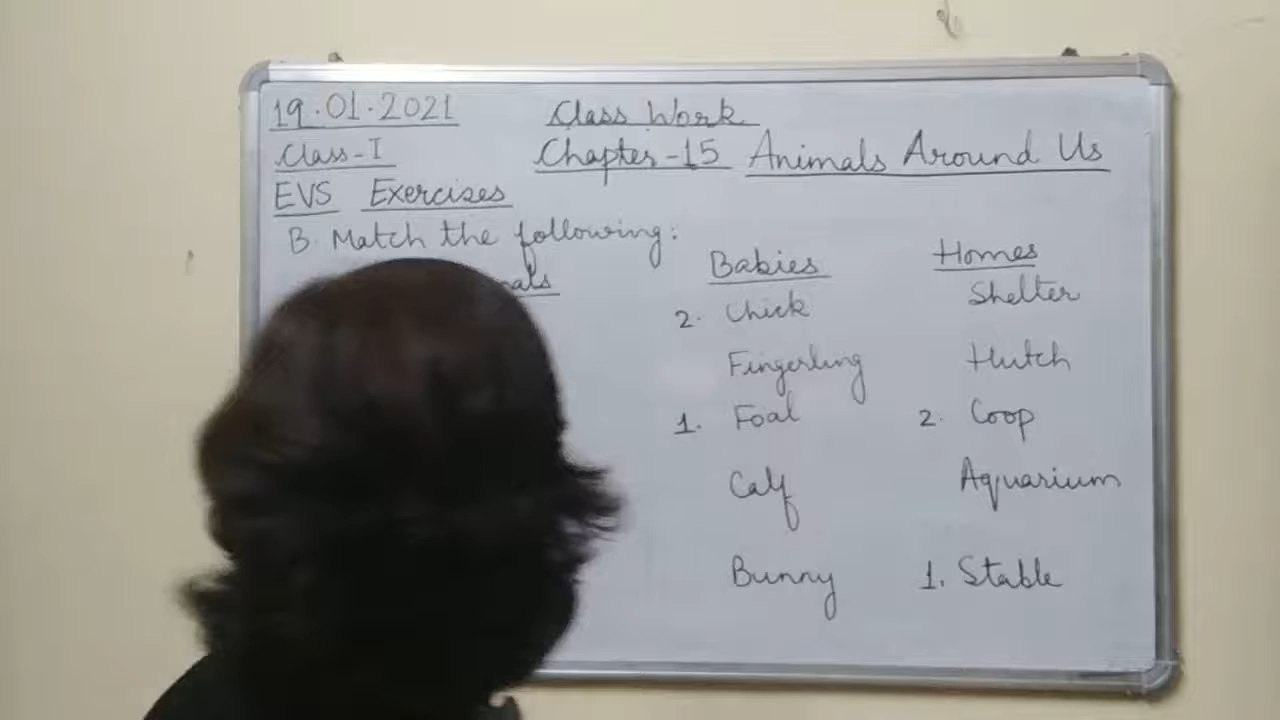 19.01.2021 Class Work
Class-I Chapter-15 Animals Around Us
EVS Exercises
B. Match the following:
Babies Homes
2. Chick Shelter
Fingerling Hutch
1. Foal 2. Coop
Calf Aquarium
Bunny 1. Stable